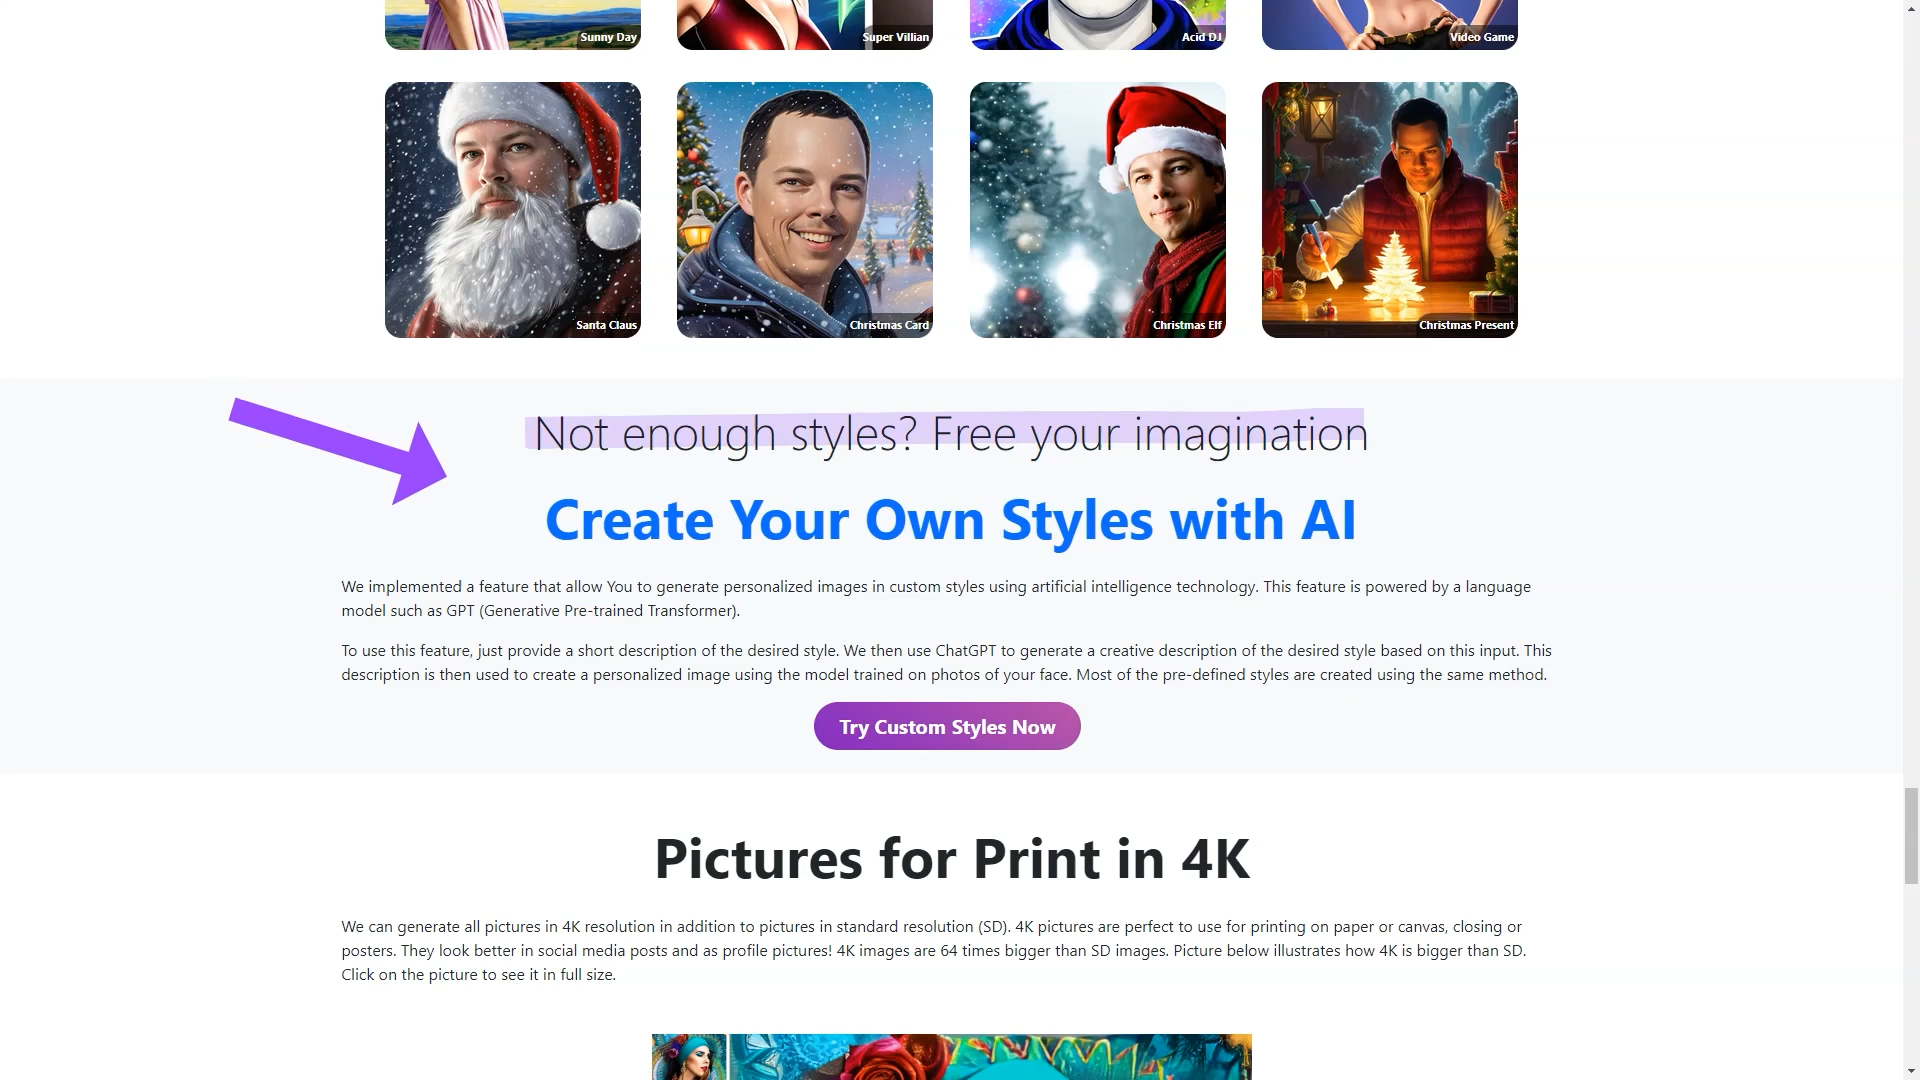 Sunny Day
Super Villian
Acid DJ
Video Game
Santa Claus
Christmas Card
Christmas Elf
Christmas Present
Not enough styles? Free your imagination
Create Your Own Styles with AI
We implemented a feature that allow You to generate personalized images in custom styles using artificial intelligence technology. This feature is powered by a language
model such as GPT (Generative Pre-trained Transformer).
To use this feature, just provide a short description of the desired style. We then use ChatGPT to generate a creative description of the desired style based on this input. This
description is then used to create a personalized image using the model trained on photos of your face. Most of the pre-defined styles are created using the same method.
Try Custom Styles Now
Pictures for Print in 4K
We can generate all pictures in 4K resolution in addition to pictures in standard resolution (SD). 4K pictures are perfect to use for printing on paper or canvas, closing or
posters. They look better in social media posts and as profile pictures! 4K images are 64 times bigger than SD images. Picture below illustrates how 4K is bigger than SD.
Click on the picture to see it in full size.